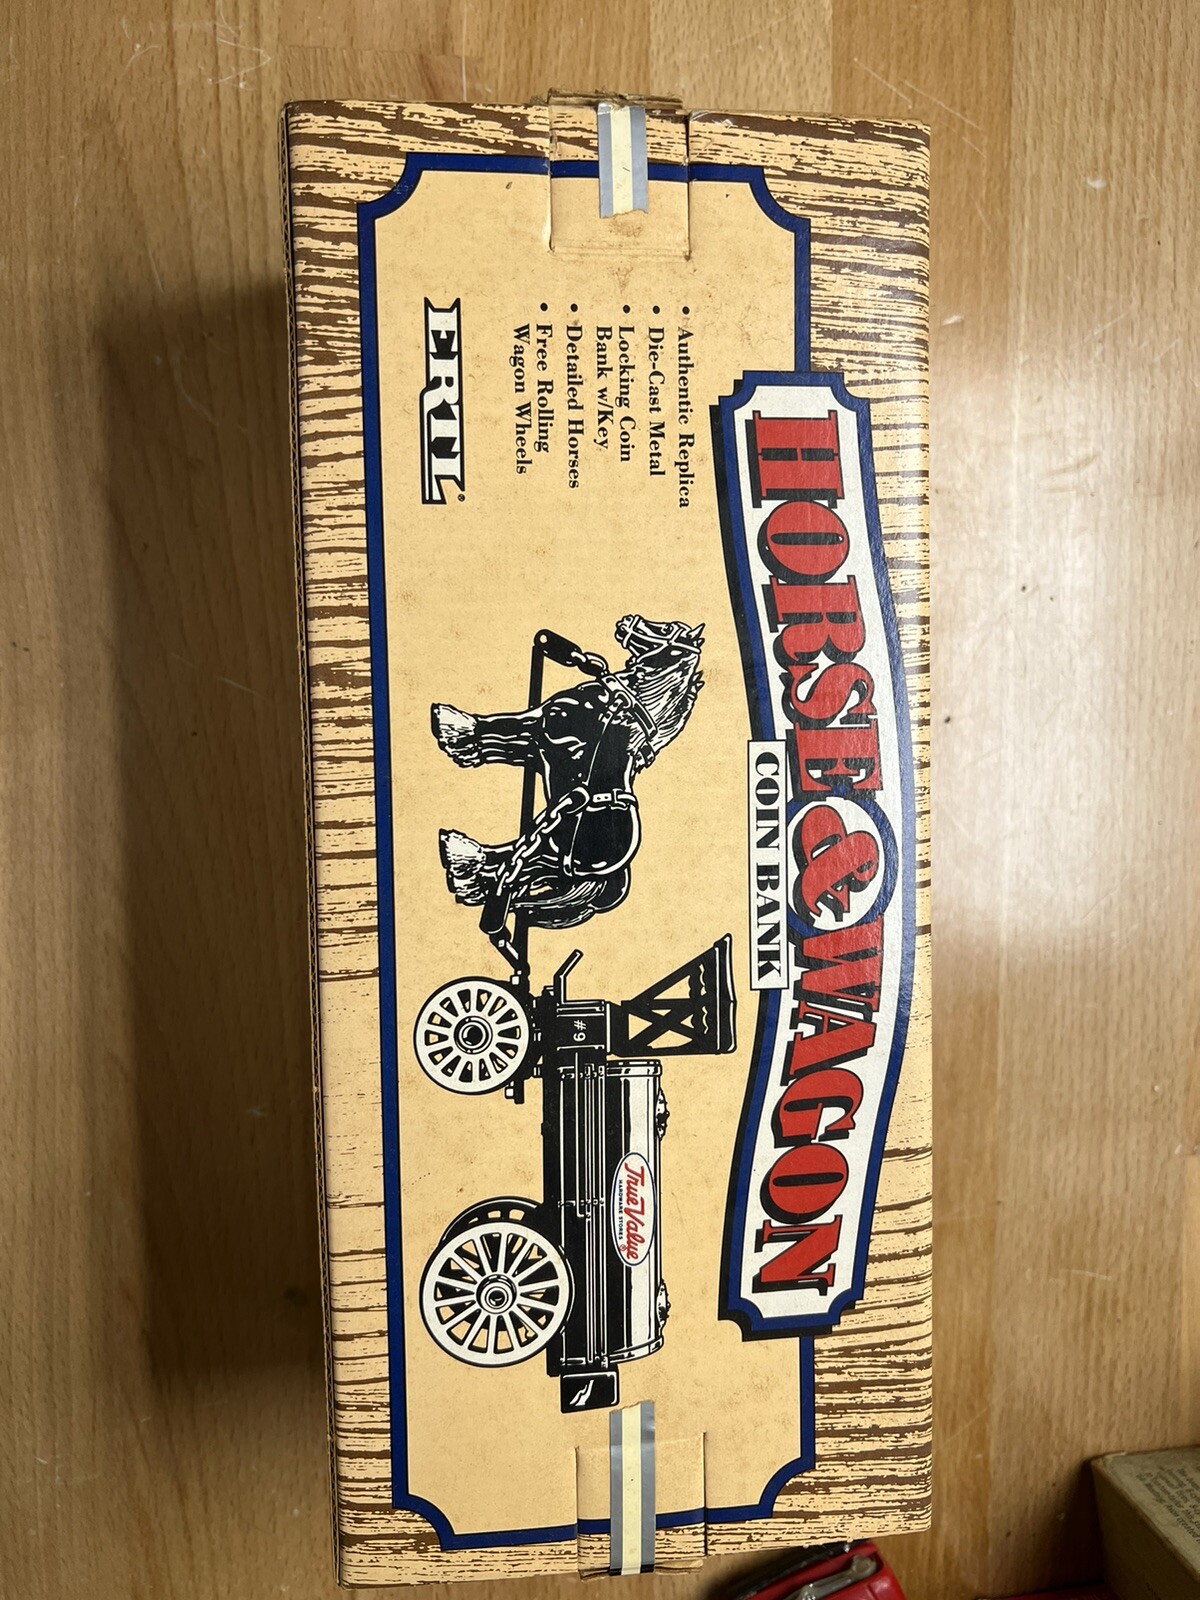 HORSE & WAGON
COIN BANK
• Authentic Replica
• Die-Cast Metal
• Locking Coin
Bank w/Key
• Detailed Horses
• Free Rolling
Wagon Wheels
ERTL®
#9
True Value®
HARDWARE STORES